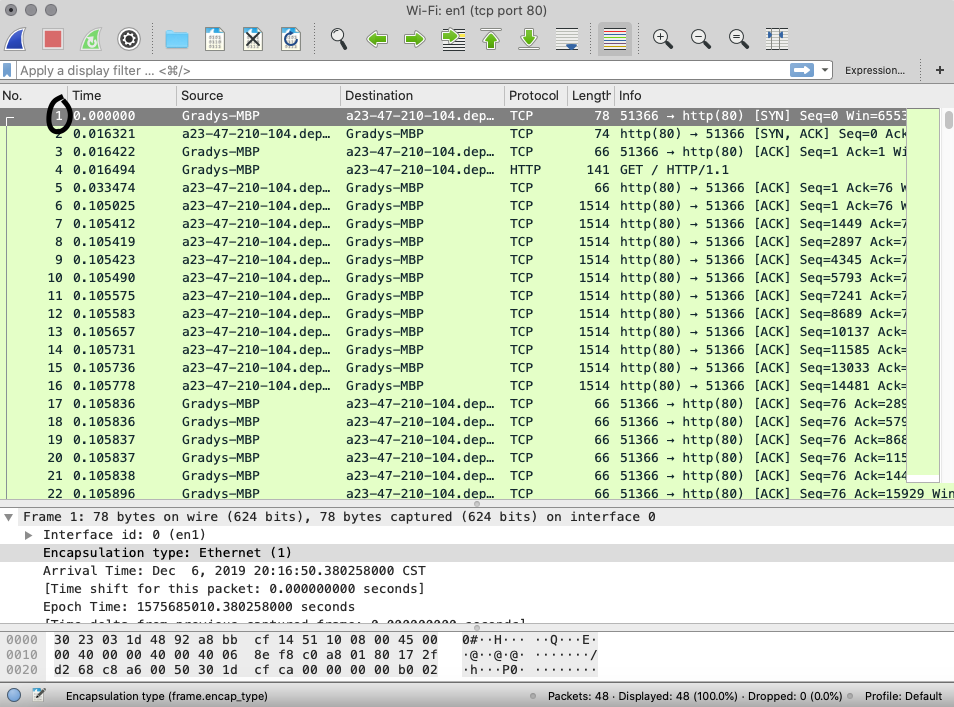 Wi-Fi: en1 (tcp port 80)
Apply a display filter ... <⌘/>
Expression...
+
No. Time Source Destination Protocol Length Info
1 0.000000 Gradys-MBP a23-47-210-104.dep… TCP 78 51366 → http(80) [SYN] Seq=0 Win=6553
2 0.016321 a23-47-210-104.dep… Gradys-MBP TCP 74 http(80) → 51366 [SYN, ACK] Seq=0 Ack
3 0.016422 Gradys-MBP a23-47-210-104.dep… TCP 66 51366 → http(80) [ACK] Seq=1 Ack=1 Wi
4 0.016494 Gradys-MBP a23-47-210-104.dep… HTTP 141 GET / HTTP/1.1
5 0.033474 a23-47-210-104.dep… Gradys-MBP TCP 66 http(80) → 51366 [ACK] Seq=1 Ack=76 W
6 0.105025 a23-47-210-104.dep… Gradys-MBP TCP 1514 http(80) → 51366 [ACK] Seq=1 Ack=76 W
7 0.105412 a23-47-210-104.dep… Gradys-MBP TCP 1514 http(80) → 51366 [ACK] Seq=1449 Ack=7
8 0.105419 a23-47-210-104.dep… Gradys-MBP TCP 1514 http(80) → 51366 [ACK] Seq=2897 Ack=7
9 0.105423 a23-47-210-104.dep… Gradys-MBP TCP 1514 http(80) → 51366 [ACK] Seq=4345 Ack=7
10 0.105490 a23-47-210-104.dep… Gradys-MBP TCP 1514 http(80) → 51366 [ACK] Seq=5793 Ack=7
11 0.105575 a23-47-210-104.dep… Gradys-MBP TCP 1514 http(80) → 51366 [ACK] Seq=7241 Ack=7
12 0.105583 a23-47-210-104.dep… Gradys-MBP TCP 1514 http(80) → 51366 [ACK] Seq=8689 Ack=7
13 0.105657 a23-47-210-104.dep… Gradys-MBP TCP 1514 http(80) → 51366 [ACK] Seq=10137 Ack=
14 0.105731 a23-47-210-104.dep… Gradys-MBP TCP 1514 http(80) → 51366 [ACK] Seq=11585 Ack=
15 0.105736 a23-47-210-104.dep… Gradys-MBP TCP 1514 http(80) → 51366 [ACK] Seq=13033 Ack=
16 0.105778 a23-47-210-104.dep… Gradys-MBP TCP 1514 http(80) → 51366 [ACK] Seq=14481 Ack=
17 0.105836 Gradys-MBP a23-47-210-104.dep… TCP 66 51366 → http(80) [ACK] Seq=76 Ack=289
18 0.105836 Gradys-MBP a23-47-210-104.dep… TCP 66 51366 → http(80) [ACK] Seq=76 Ack=579
19 0.105837 Gradys-MBP a23-47-210-104.dep… TCP 66 51366 → http(80) [ACK] Seq=76 Ack=868
20 0.105837 Gradys-MBP a23-47-210-104.dep… TCP 66 51366 → http(80) [ACK] Seq=76 Ack=115
21 0.105838 Gradys-MBP a23-47-210-104.dep… TCP 66 51366 → http(80) [ACK] Seq=76 Ack=144
22 0.105896 Gradys-MBP a23-47-210-104.dep… TCP 66 51366 → http(80) [ACK] Seq=76 Ack=15929 Win
Frame 1: 78 bytes on wire (624 bits), 78 bytes captured (624 bits) on interface 0
Interface id: 0 (en1)
Encapsulation type: Ethernet (1)
Arrival Time: Dec  6, 2019 20:16:50.380258000 CST
[Time shift for this packet: 0.000000000 seconds]
Epoch Time: 1575685010.380258000 seconds
[Time delta from previous captured frame: 0.000000000 seconds]
0000 30 23 03 1d 48 92 a8 bb cf 14 51 10 08 00 45 00 0#··H··· ··Q···E·
0010 00 40 00 00 40 00 40 06 8e f8 c0 a8 01 80 17 2f ·@··@·@· ·······/
0020 d2 68 c8 a6 00 50 30 1d cf ca 00 00 00 00 b0 02 ·h···P0· ········
Encapsulation type (frame.encap_type)
Packets: 48 · Displayed: 48 (100.0%) · Dropped: 0 (0.0%)
Profile: Default